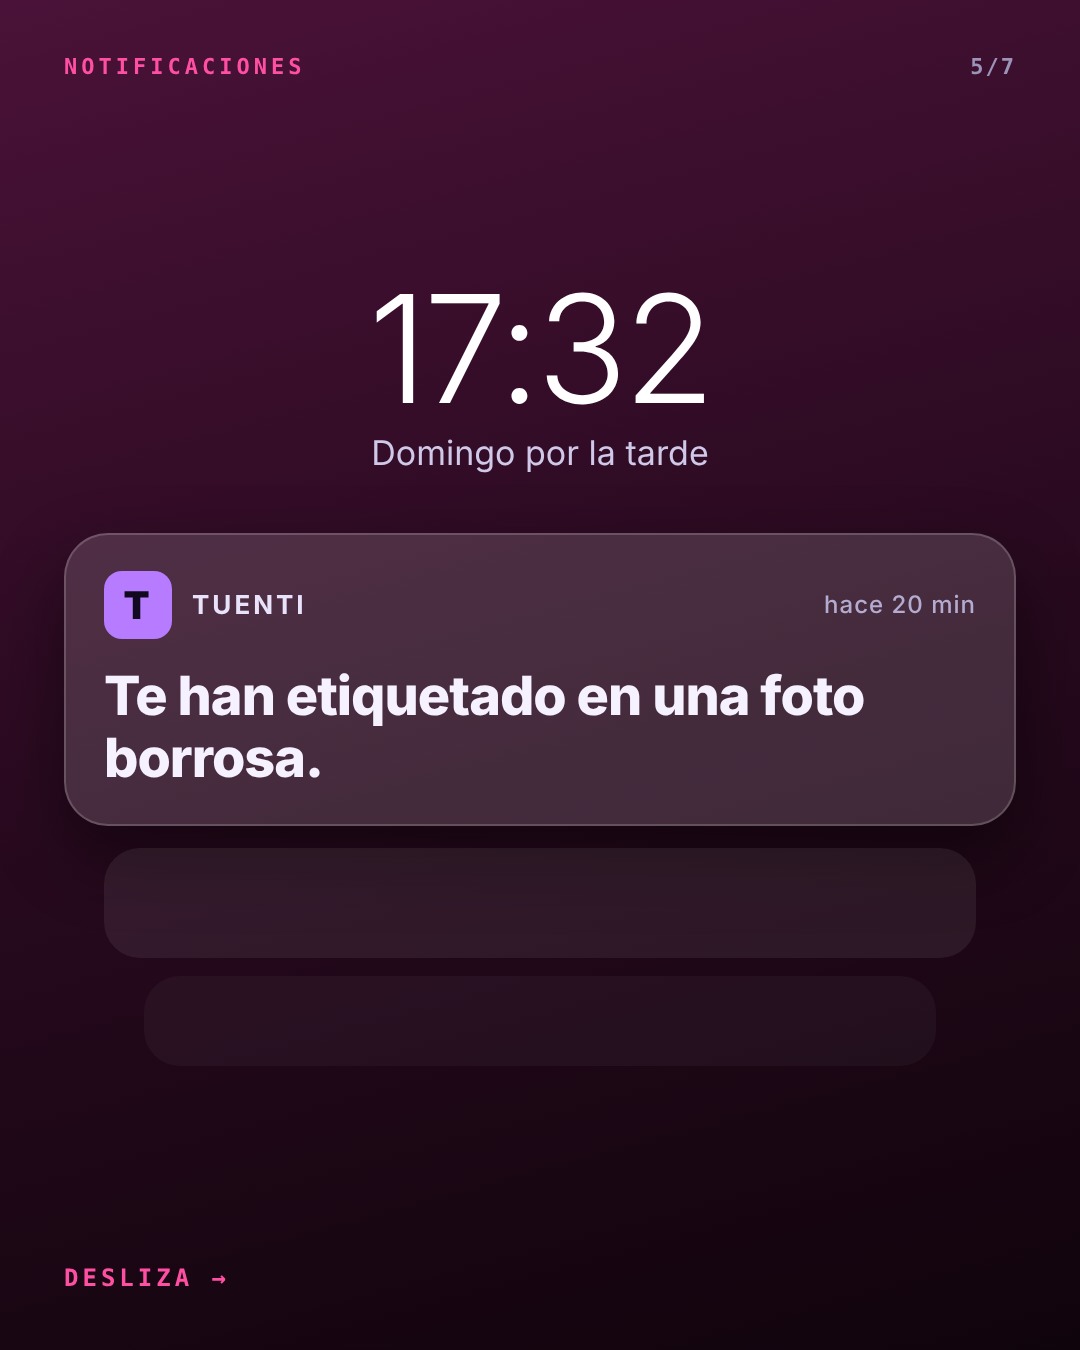 NOTIFICACIONES
5/7
17:32
Domingo por la tarde
T
TUENTI
hace 20 min
Te han etiquetado en una foto
borrosa.
DESLIZA →